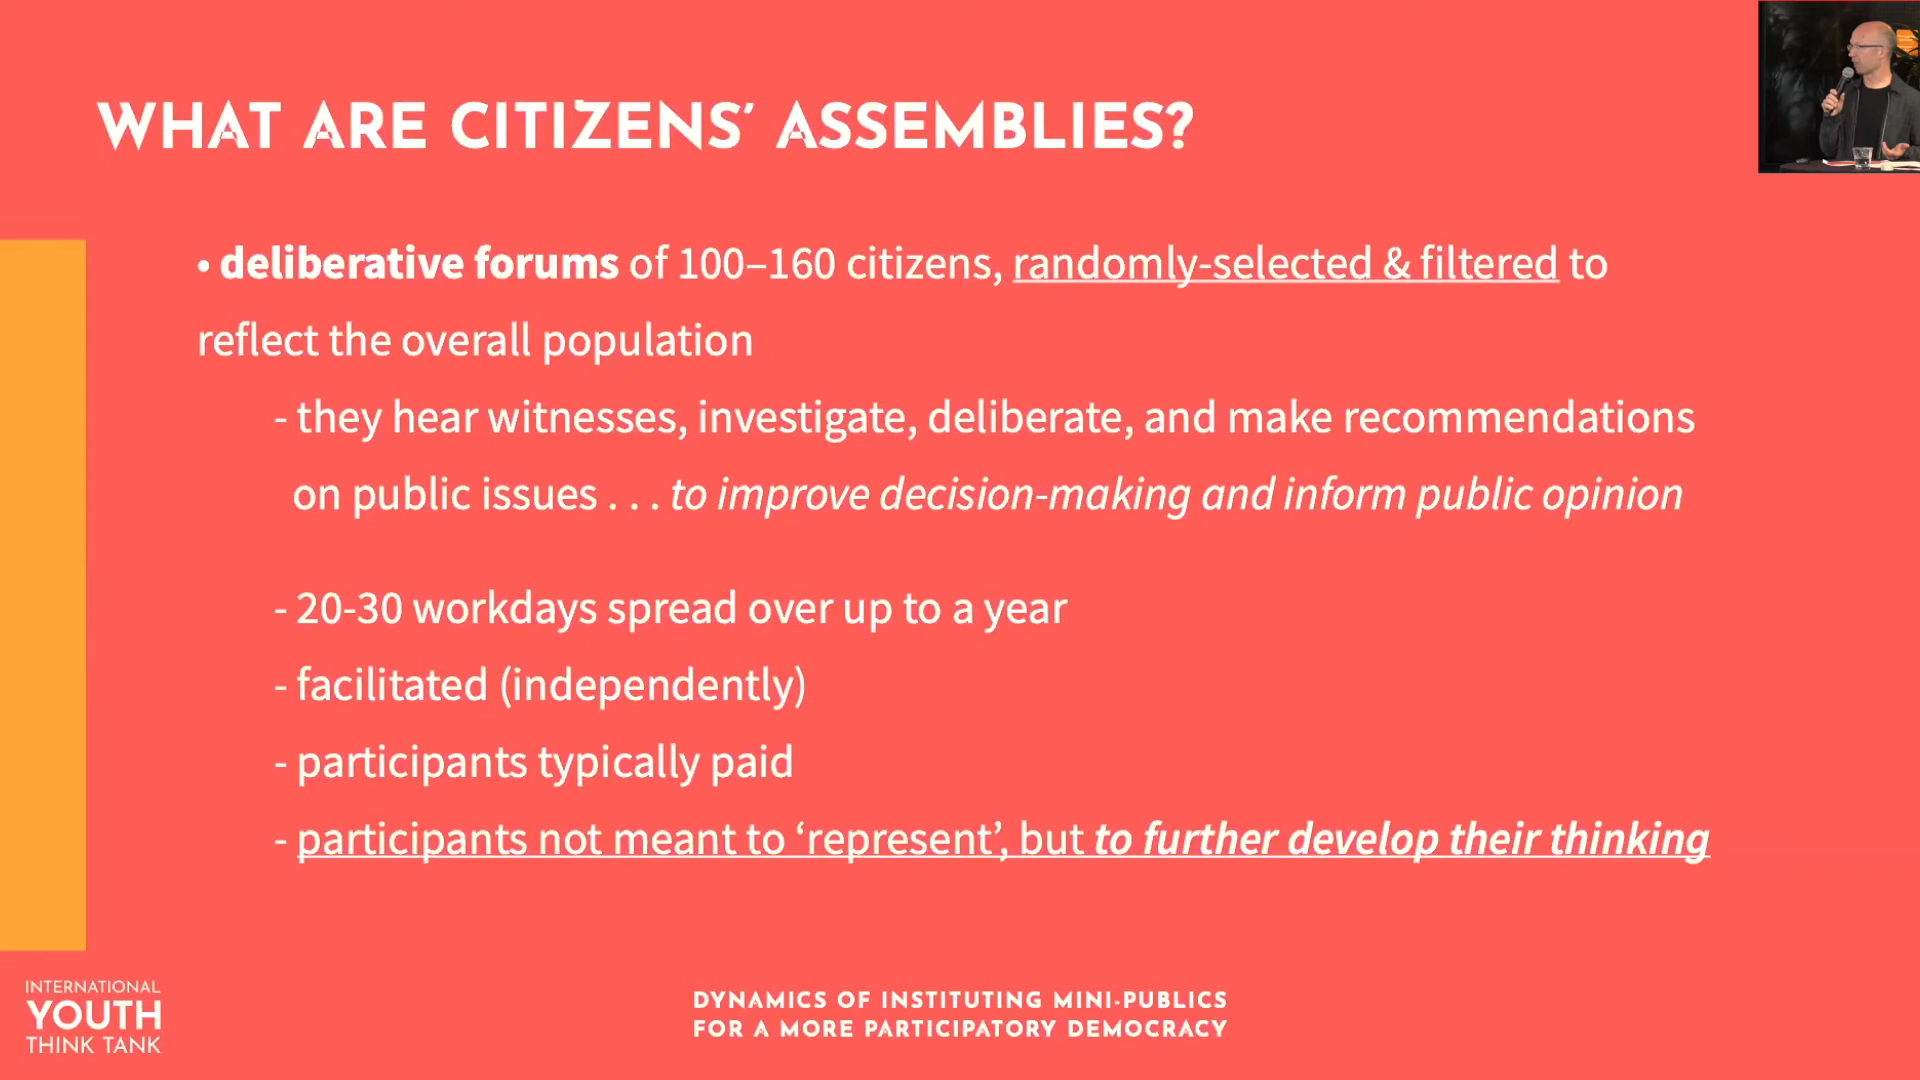 WHAT ARE CITIZENS’ ASSEMBLIES?
• deliberative forums of 100–160 citizens, randomly-selected & filtered to
reflect the overall population
- they hear witnesses, investigate, deliberate, and make recommendations
on public issues . . . to improve decision-making and inform public opinion
- 20-30 workdays spread over up to a year
- facilitated (independently)
- participants typically paid
- participants not meant to ‘represent’, but to further develop their thinking
INTERNATIONAL
YOUTH
THINK TANK
DYNAMICS OF INSTITUTING MINI-PUBLICS
FOR A MORE PARTICIPATORY DEMOCRACY